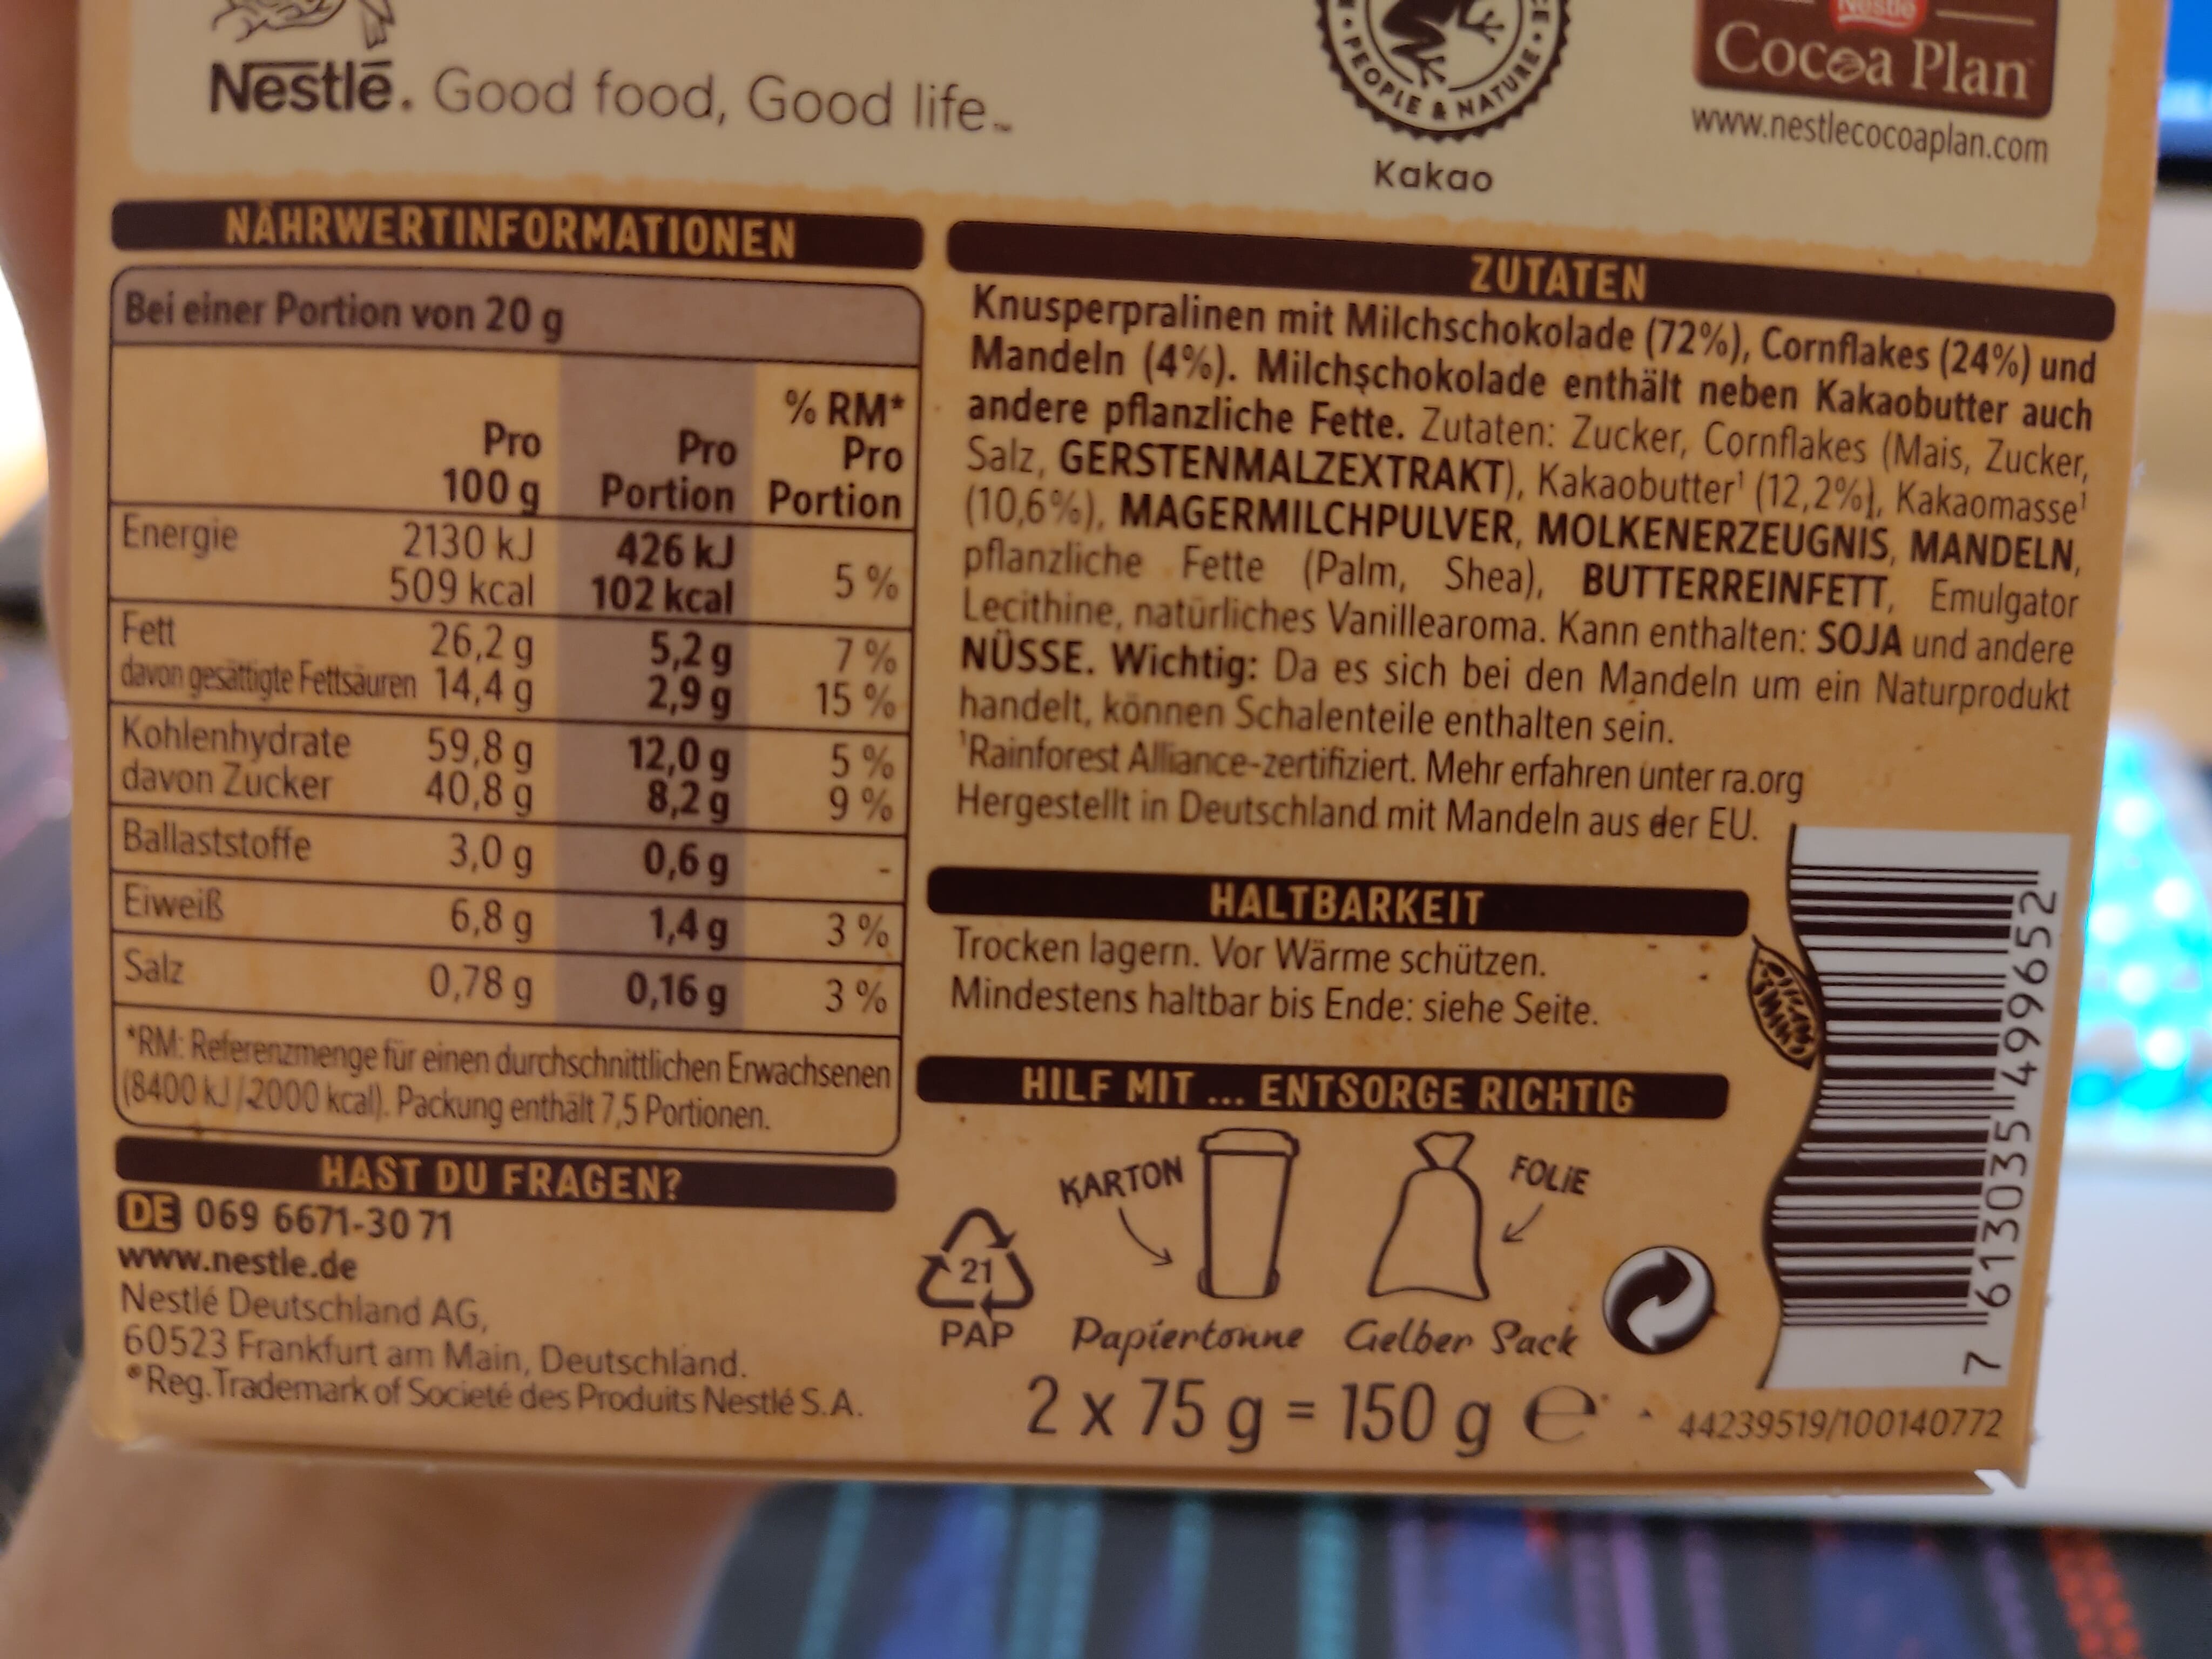 Nestlé. Good food, Good life.™
PEOPLE & NATURE
Kakao
Nestlé
Cocoa Plan
www.nestlecocoaplan.com
NÄHRWERTINFORMATIONEN
Bei einer Portion von 20 g
Pro 100 g Pro Portion % RM* Pro Portion
Energie 2130 kJ 426 kJ
509 kcal 102 kcal 5 %
Fett 26,2 g 5,2 g 7 %
davon gesättigte Fettsäuren 14,4 g 2,9 g 15 %
Kohlenhydrate 59,8 g 12,0 g 5 %
davon Zucker 40,8 g 8,2 g 9 %
Ballaststoffe 3,0 g 0,6 g -
Eiweiß 6,8 g 1,4 g 3 %
Salz 0,78 g 0,16 g 3 %
*RM: Referenzmenge für einen durchschnittlichen Erwachsenen
(8400 kJ/2000 kcal). Packung enthält 7,5 Portionen.
HAST DU FRAGEN?
DE 069 6671-30 71
www.nestle.de
Nestlé Deutschland AG,
60523 Frankfurt am Main, Deutschland.
®Reg. Trademark of Societé des Produits Nestlé S.A.
ZUTATEN
Knusperpralinen mit Milchschokolade (72%), Cornflakes (24%) und
Mandeln (4%). Milchschokolade enthält neben Kakaobutter auch
andere pflanzliche Fette. Zutaten: Zucker, Cornflakes (Mais, Zucker,
Salz, GERSTENMALZEXTRAKT), Kakaobutter¹ (12,2%), Kakaomasse¹
(10,6%), MAGERMILCHPULVER, MOLKENERZEUGNIS, MANDELN,
pflanzliche Fette (Palm, Shea), BUTTERREINFETT, Emulgator
Lecithine, natürliches Vanillearoma. Kann enthalten: SOJA und andere
NÜSSE. Wichtig: Da es sich bei den Mandeln um ein Naturprodukt
handelt, können Schalenteile enthalten sein.
¹Rainforest Alliance-zertifiziert. Mehr erfahren unter ra.org
Hergestellt in Deutschland mit Mandeln aus der EU.
HALTBARKEIT
Trocken lagern. Vor Wärme schützen.
Mindestens haltbar bis Ende: siehe Seite.
HILF MIT ... ENTSORGE RICHTIG
KARTON
FOLIE
21
PAP
Papiertonne
Gelber Sack
2 x 75 g = 150 g ℮
7 613035 499652
44239519/100140772